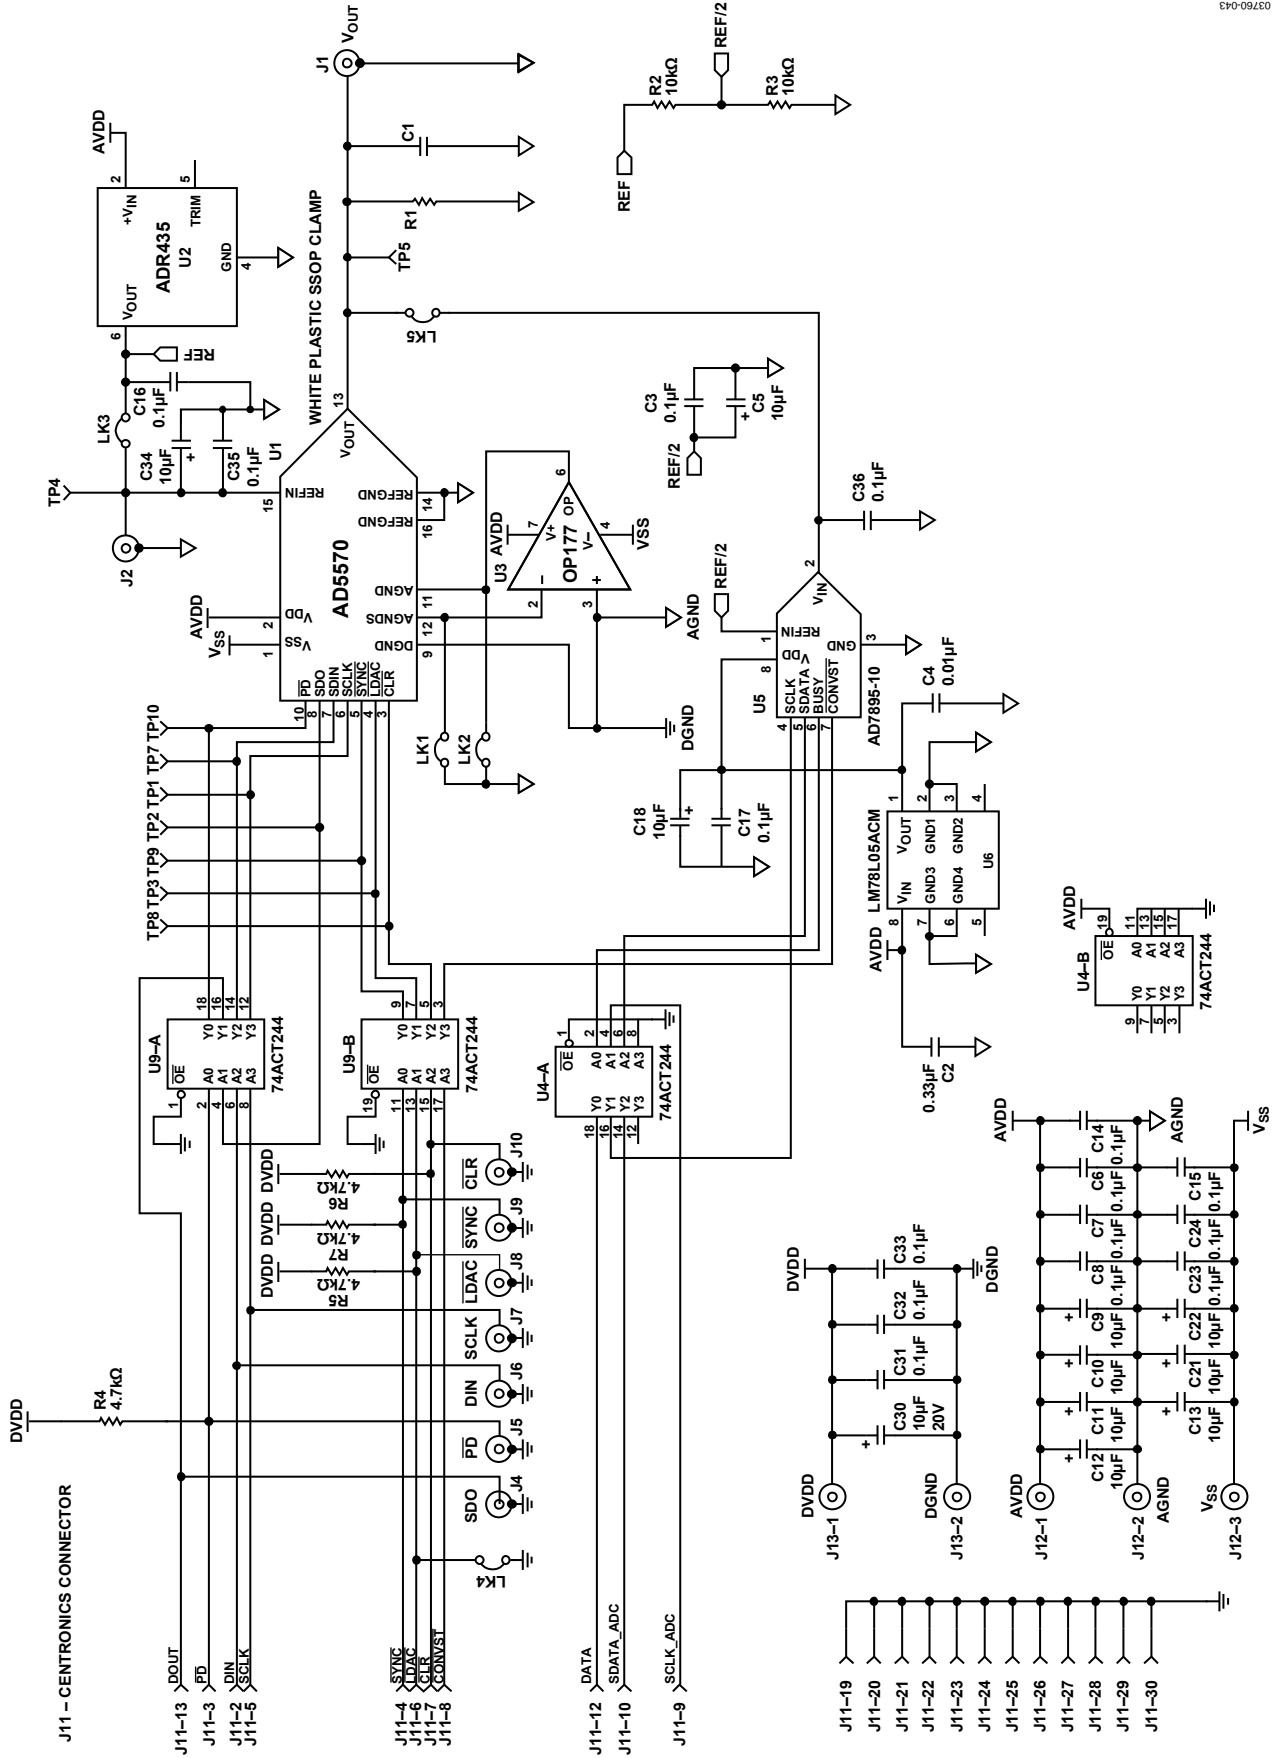 J11 – CENTRONICS CONNECTOR
J11–13
DOUT
J11–3
PD
J11–2
DIN
J11–5
SCLK
J11–4
SYNC
J11–6
LDAC
J11–7
CLR
J11–8
CONVST
J11–12
DATA
J11–10
SDATA_ADC
J11–9
SCLK_ADC
J11–19
J11–20
J11–21
J11–22
J11–23
J11–24
J11–25
J11–26
J11–27
J11–28
J11–29
J11–30
LK4
DVDD
R4
4.7kΩ
SDO
J4
PD
J5
DIN
J6
SCLK
J7
LDAC
J8
SYNC
J9
CLR
J10
DVDD
R5
4.7kΩ
DVDD
R7
4.7kΩ
DVDD
R6
4.7kΩ
U9–A
1
OE
2
A0
Y0
18
4
A1
Y1
16
6
A2
Y2
14
8
A3
Y3
12
74ACT244
U9–B
19
OE
11
A0
Y0
9
13
A1
Y1
7
15
A2
Y2
5
17
A3
Y3
3
74ACT244
U4–A
OE
1
18
Y0
A0
2
16
Y1
A1
4
14
Y2
A2
6
12
Y3
A3
8
74ACT244
TP8
TP3
TP9
TP2
TP1
TP7
TP10
10
PD
8
SDO
7
SDIN
6
SCLK
5
SYNC
4
LDAC
3
CLR
VSS
1
VSS
AVDD
2
VDD
15
REFIN
U1
AD5570
9
DGND
12
AGNDS
11
AGND
16
REFGND
14
REFGND
VOUT
13
WHITE PLASTIC SSOP CLAMP
J2
TP4
LK3
C34
10µF
+
C35
0.1µF
C16
0.1µF
REF
6
VOUT
+VIN
2
AVDD
ADR435
U2
TRIM
5
GND
4
LK5
TP5
R1
C1
J1
VOUT
LK1
LK2
DGND
AGND
U3
OP177
AVDD
7
V+
2
–
3
+
V–
4
VSS
OP
6
REF
R2
10kΩ
REF/2
R3
10kΩ
REF/2
C3
0.1µF
+
C5
10µF
REF/2
U5
4
SCLK
5
SDATA
6
BUSY
7
CONVST
8
VDD
1
REFIN
VIN
2
GND
3
AD7895-10
C36
0.1µF
C18
10µF
+
C17
0.1µF
C4
0.01µF
LM78L05ACM
AVDD
8
VIN
VOUT
1
7
GND3
GND1
2
6
GND4
GND2
3
5
U6
4
0.33µF
C2
U4–B
AVDD
OE
19
9
Y0
A0
11
7
Y1
A1
13
5
Y2
A2
15
3
Y3
A3
17
74ACT244
DVDD
J13–1
DGND
J13–2
+
C30
10µF
20V
C31
0.1µF
C32
0.1µF
C33
0.1µF
DVDD
DGND
AVDD
J12–1
J12–2
AGND
VSS
J12–3
+
C12
10µF
+
C11
10µF
+
C10
10µF
+
C9
10µF
C8
0.1µF
C7
0.1µF
C6
0.1µF
C14
0.1µF
+
C13
10µF
+
C21
10µF
+
C22
10µF
C23
0.1µF
C24
0.1µF
C15
0.1µF
AVDD
AGND
VSS
03760-043